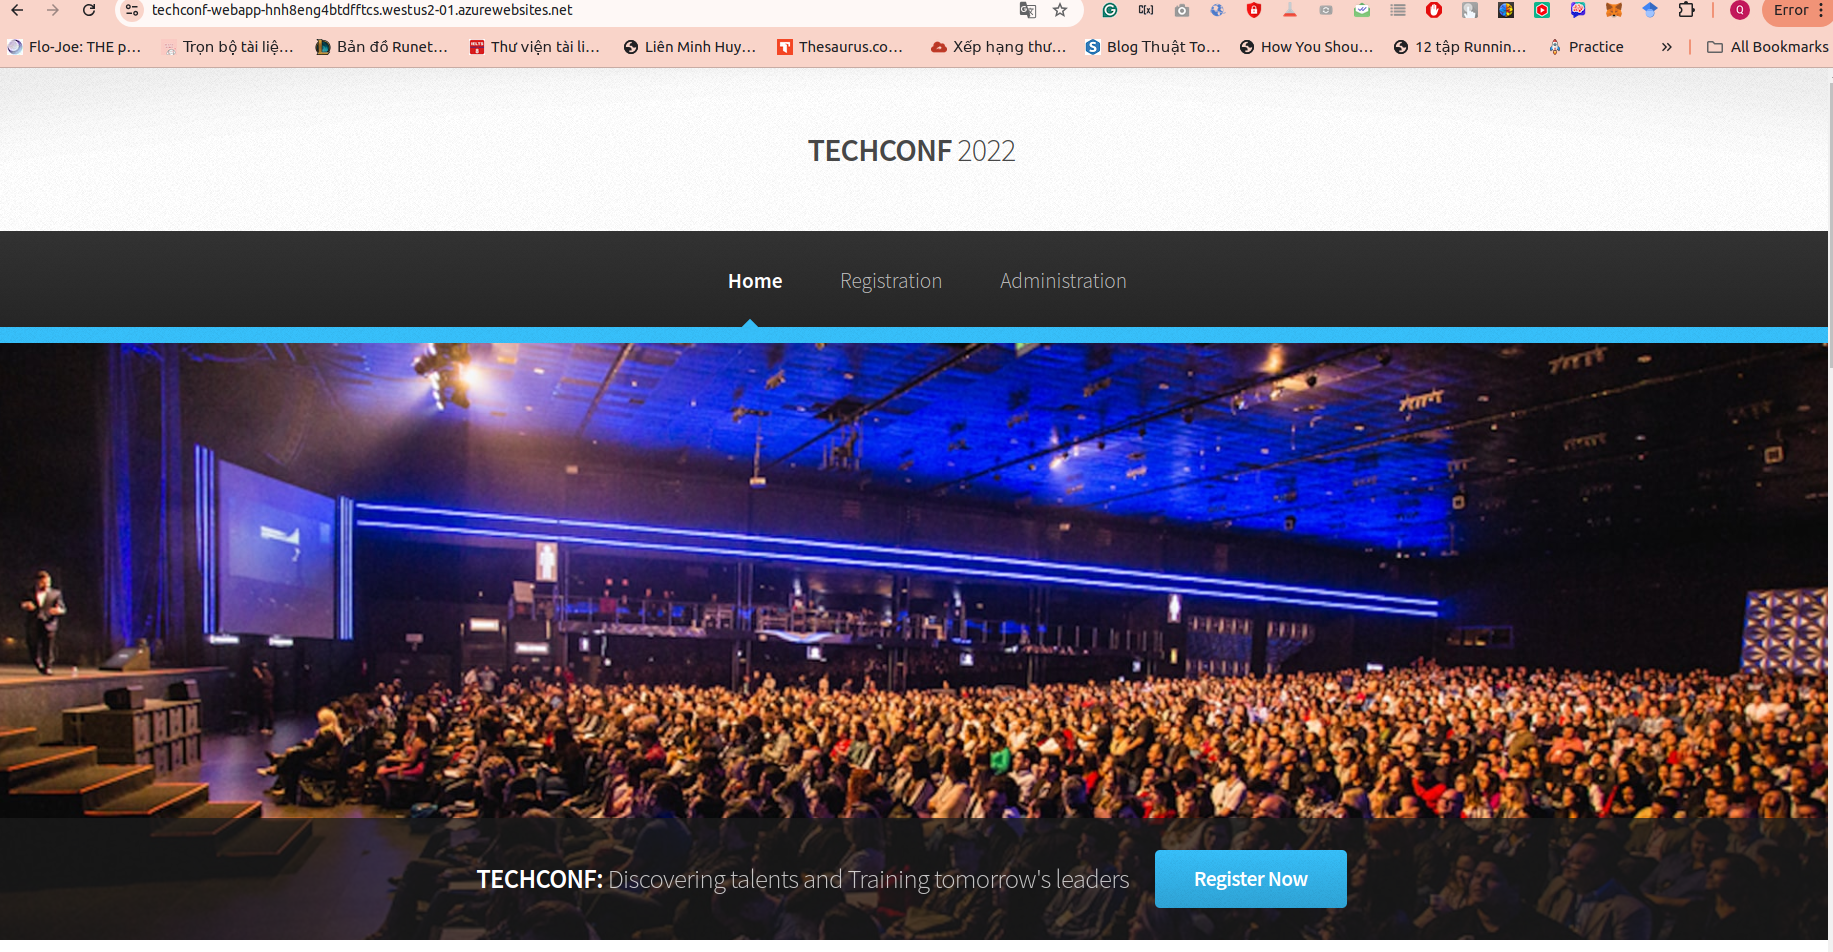 techconf-webapp-hnh8eng4btdfftcs.westus2-01.azurewebsites.net
Error
Flo-Joe: THE p…
Trọn bộ tài liệ…
Bản đồ Runet…
Thư viện tài li…
Liên Minh Huy…
Thesaurus.co…
Xếp hạng thư…
Blog Thuật To…
How You Shou…
12 tập Runnin…
Practice
All Bookmarks
TECHCONF 2022
Home
Registration
Administration
TECHCONF: Discovering talents and Training tomorrow's leaders
Register Now